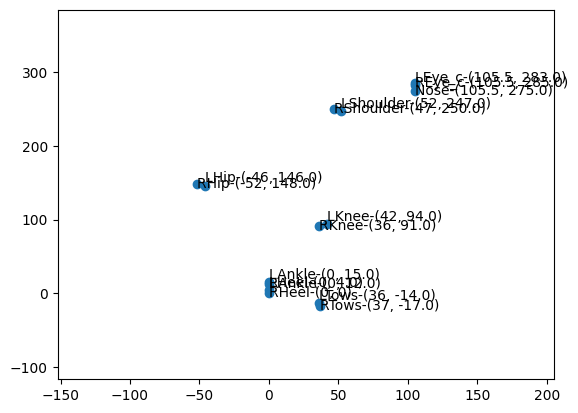 300
200
100
0
−100
−150
−100
−50
0
50
100
150
200
LEye_c-(105.5, 283.0)
REye_c-(105.5, 285.0)
Nose-(105.5, 275.0)
LShoulder-(52, 247.0)
RShoulder-(47, 250.0)
LHip-(-46, 146.0)
RHip-(-52, 148.0)
LKnee-(42, 94.0)
RKnee-(36, 91.0)
LAnkle-(0, 15.0)
RHeel-(0, 0)
LTows-(36, -14.0)
RTows-(37, -17.0)